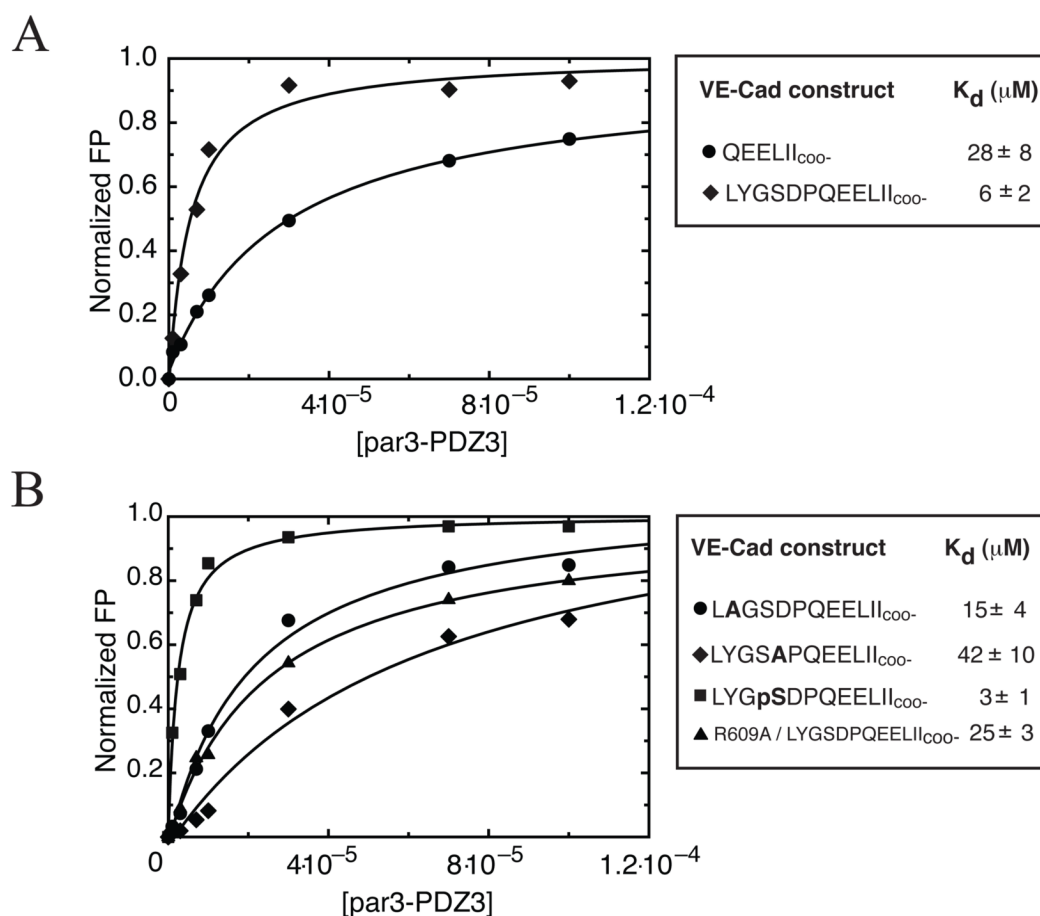 A
1.0
0.8
0.6
0.4
0.2
0.0
Normalized FP
0
4·10–5
8·10–5
1.2·10–4
[par3-PDZ3]
VE-Cad construct Kd (μM)
QEELIIcoo- 28 ± 8
LYGSDPQEELIIcoo- 6 ± 2
B
1.0
0.8
0.6
0.4
0.2
Normalized FP
0
4·10–5
8·10–5
1.2·10–4
[par3-PDZ3]
VE-Cad construct Kd (μM)
LAGSDPQEELIIcoo- 15 ± 4
LYGSAPQEELIIcoo- 42 ± 10
LYGpSDPQEELIIcoo- 3 ± 1
R609A / LYGSDPQEELIIcoo- 25 ± 3